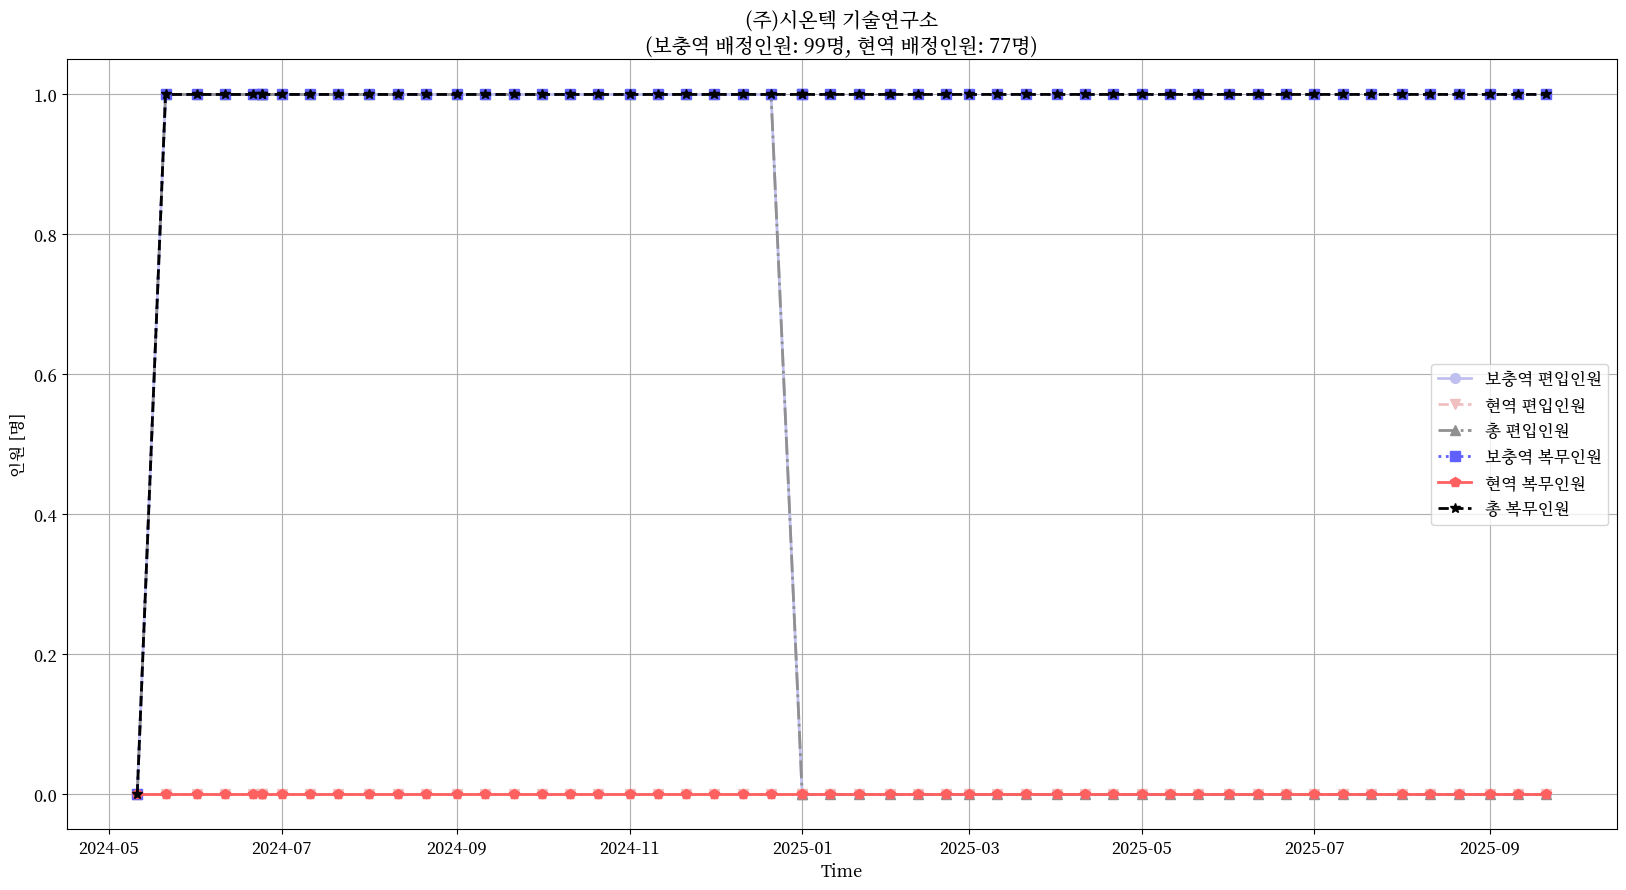 (주)시온텍 기술연구소
(보충역 배정인원: 99명, 현역 배정인원: 77명)
인원 [명]
1.0
0.8
0.6
0.4
0.2
0.0
보충역 편입인원
현역 편입인원
총 편입인원
보충역 복무인원
현역 복무인원
총 복무인원
2024-05
2024-07
2024-09
2024-11
2025-01
2025-03
2025-05
2025-07
2025-09
Time